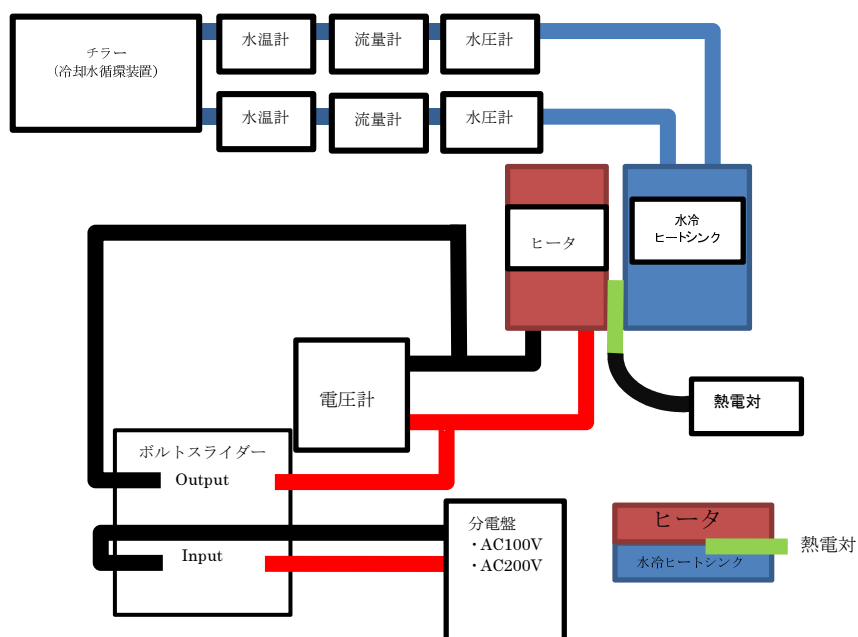 チラー
(冷却水循環装置)
水温計
流量計
水圧計
水温計
流量計
水圧計
ヒータ
水冷
ヒートシンク
電圧計
熱電対
ボルトスライダー
Output
Input
分電盤
・AC100V
・AC200V
ヒータ
水冷ヒートシンク
熱電対